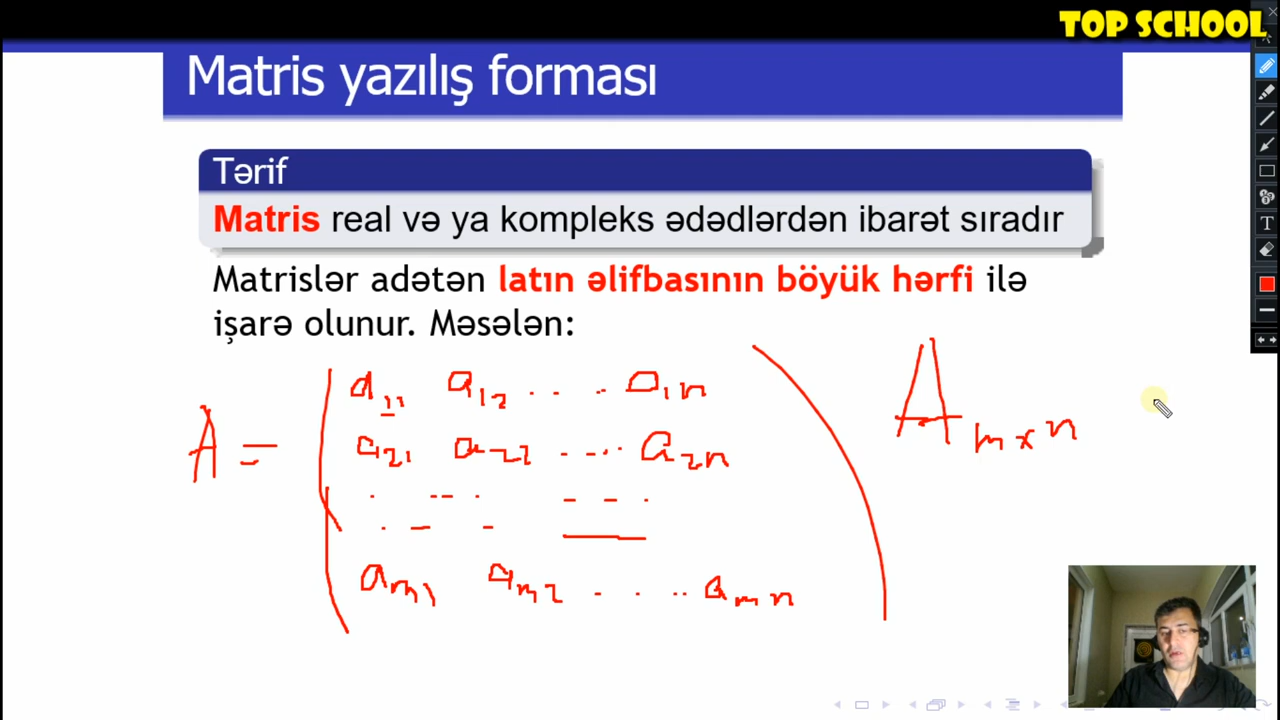 TOP SCHOOL
Matris yazılış forması
Tərif
Matris real və ya kompleks ədədlərdən ibarət sıradır
Matrislər adətən latın əlifbasının böyük hərfi ilə
işarə olunur. Məsələn:
a11 a12 .. .. a1n
A = a21 a22 ..... a2n
am1 am2 . . .. amn
A m x n
T